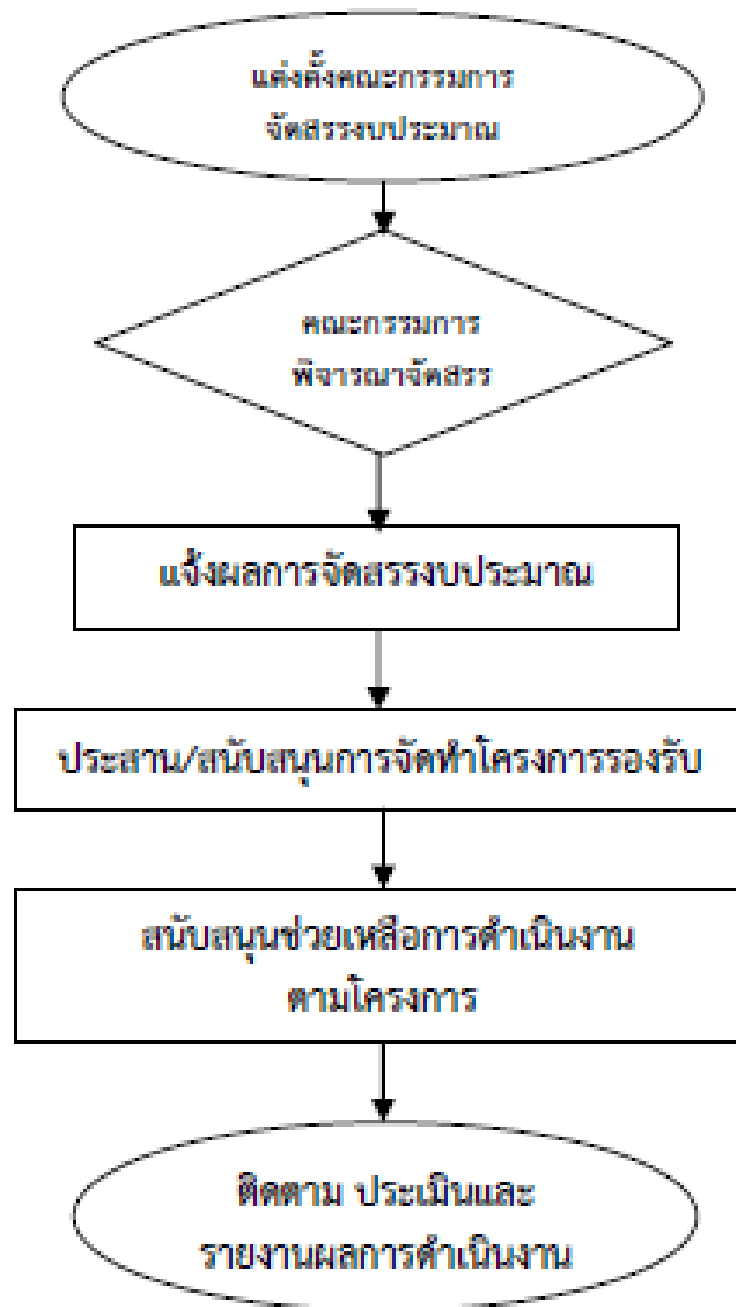 แต่งตั้งคณะกรรมการ
จัดสรรงบประมาณ
คณะกรรมการ
พิจารณาจัดสรร
แจ้งผลการจัดสรรงบประมาณ
ประสาน/สนับสนุนการจัดทำโครงการรองรับ
สนับสนุนช่วยเหลือการดำเนินงาน
ตามโครงการ
ติดตาม ประเมินและ
รายงานผลการดำเนินงาน